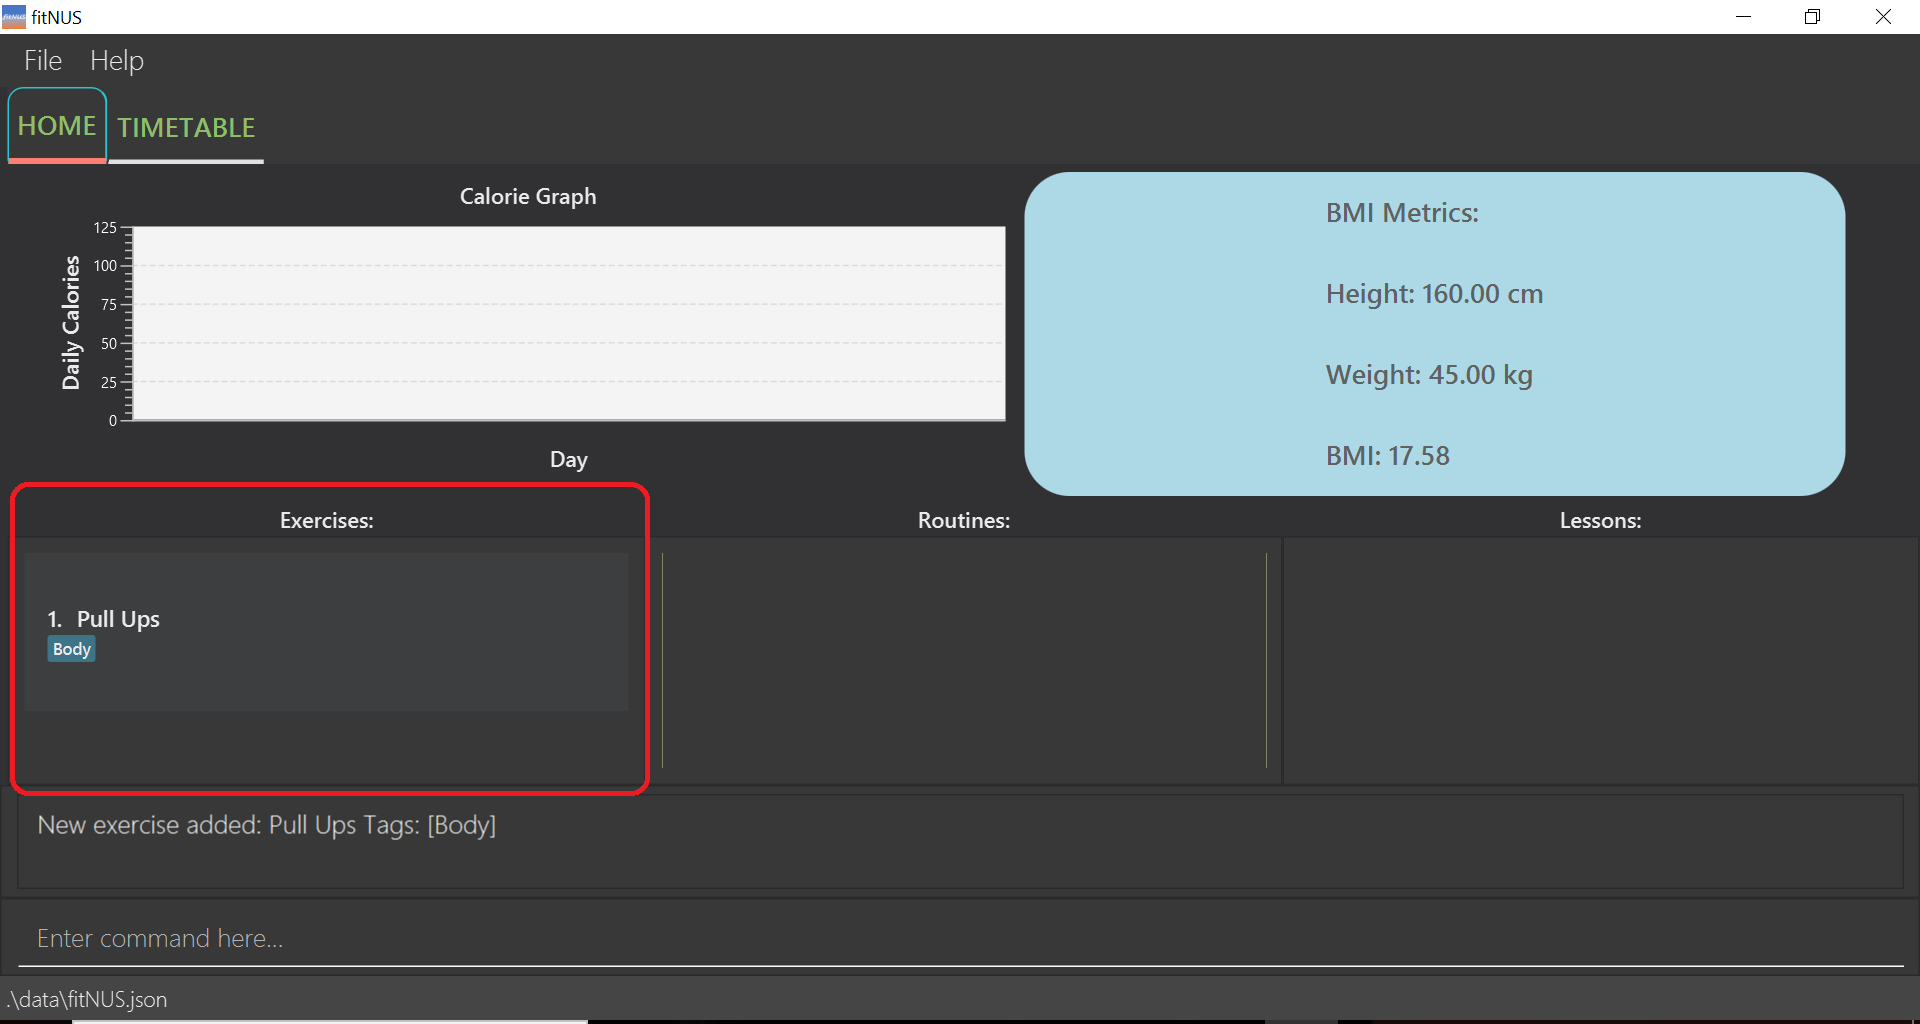 fitNUS
File Help
HOME TIMETABLE
Calorie Graph
Daily Calories
125
100
75
50
25
0
Day
BMI Metrics:
Height: 160.00 cm
Weight: 45.00 kg
BMI: 17.58
Exercises:
1. Pull Ups
Body
Routines:
Lessons:
New exercise added: Pull Ups Tags: [Body]
Enter command here...
.\data\fitNUS.json